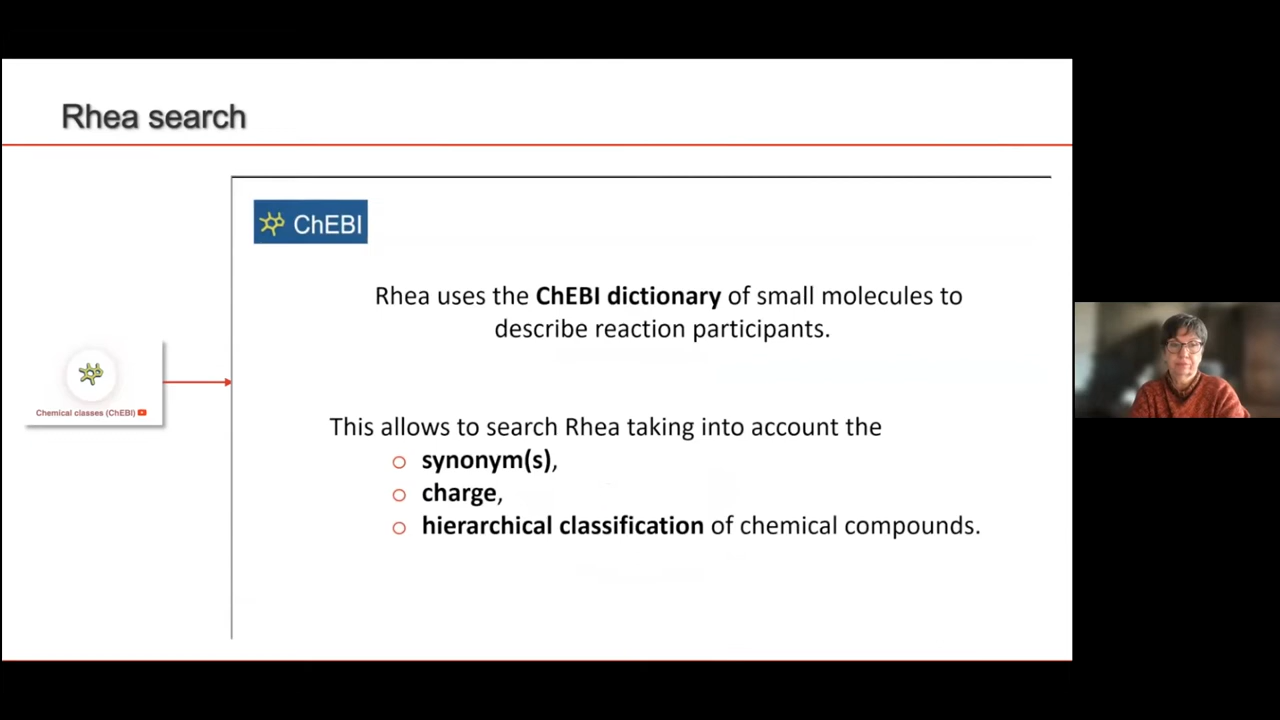 Rhea search
ChEBI
Rhea uses the ChEBI dictionary of small molecules to
describe reaction participants.
Chemical classes (ChEBI)
This allows to search Rhea taking into account the
synonym(s),
charge,
hierarchical classification of chemical compounds.